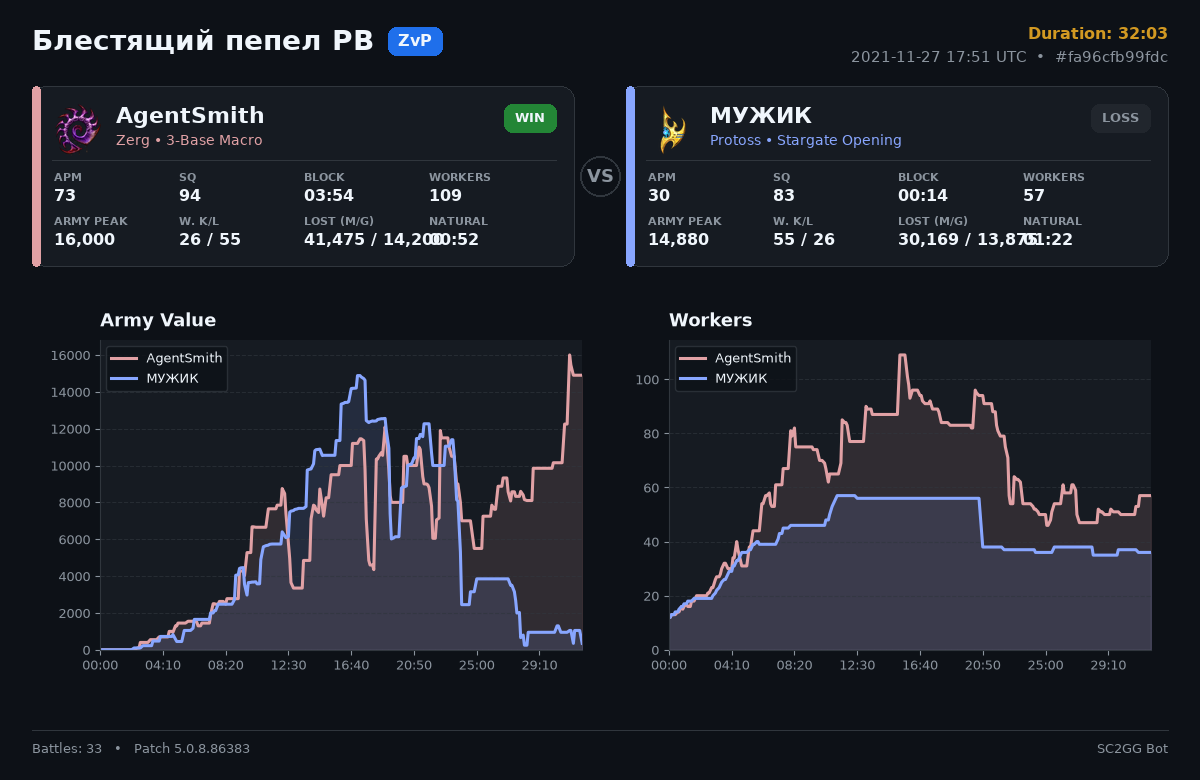 Блестящий пепел РВ ZvP
Duration: 32:03
2021-11-27 17:51 UTC • #fa96cfb99fdc
AgentSmith WIN
Zerg • 3-Base Macro
APM SQ BLOCK WORKERS
73 94 03:54 109
ARMY PEAK W. K/L LOST (M/G) NATURAL
16,000 26 / 55 41,475 / 14,200 00:52
VS
МУЖИК LOSS
Protoss • Stargate Opening
APM SQ BLOCK WORKERS
30 83 00:14 57
ARMY PEAK W. K/L LOST (M/G) NATURAL
14,880 55 / 26 30,169 / 13,875 01:22
Army Value
AgentSmith
МУЖИК
16000
14000
12000
10000
8000
6000
4000
2000
0
00:00 04:10 08:20 12:30 16:40 20:50 25:00 29:10
Workers
AgentSmith
МУЖИК
100
80
60
40
20
0
00:00 04:10 08:20 12:30 16:40 20:50 25:00 29:10
Battles: 33 • Patch 5.0.8.86383
SC2GG Bot